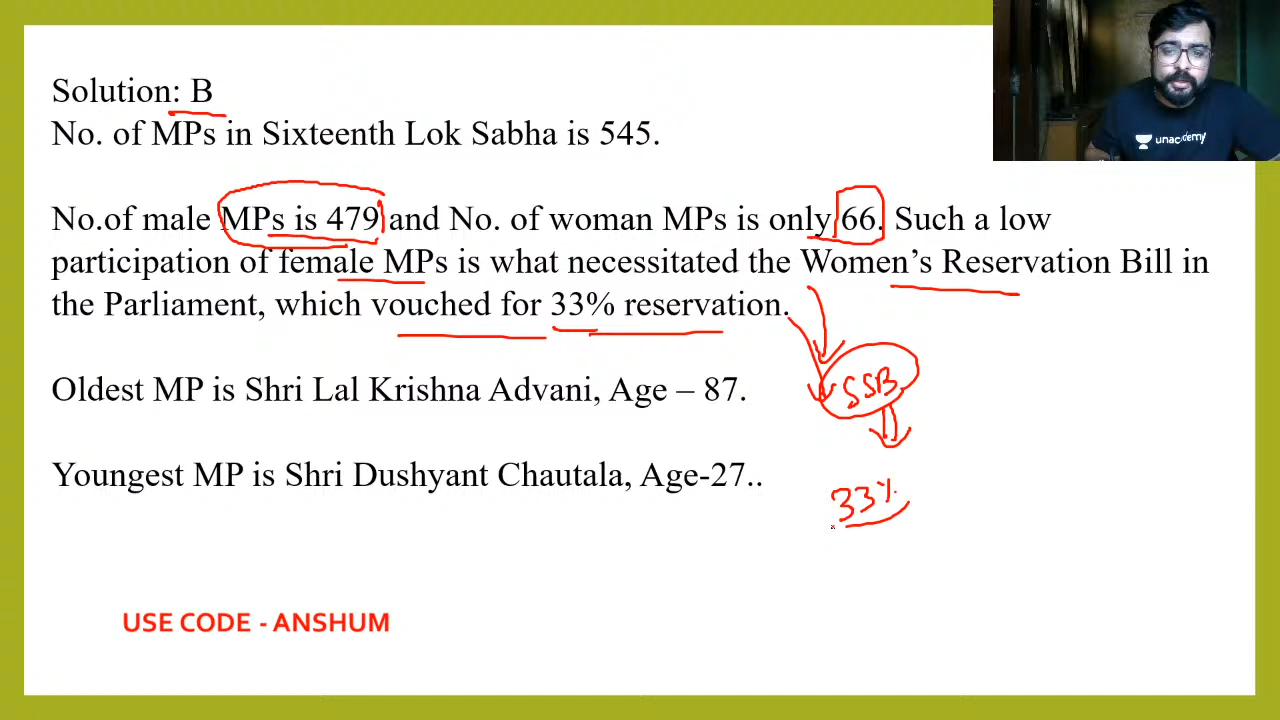 Solution: B
No. of MPs in Sixteenth Lok Sabha is 545.
No.of male MPs is 479 and No. of woman MPs is only 66. Such a low
participation of female MPs is what necessitated the Women's Reservation Bill in
the Parliament, which vouched for 33% reservation.
Oldest MP is Shri Lal Krishna Advani, Age – 87.
SSB
Youngest MP is Shri Dushyant Chautala, Age-27..
33%
USE CODE - ANSHUM
unacademy